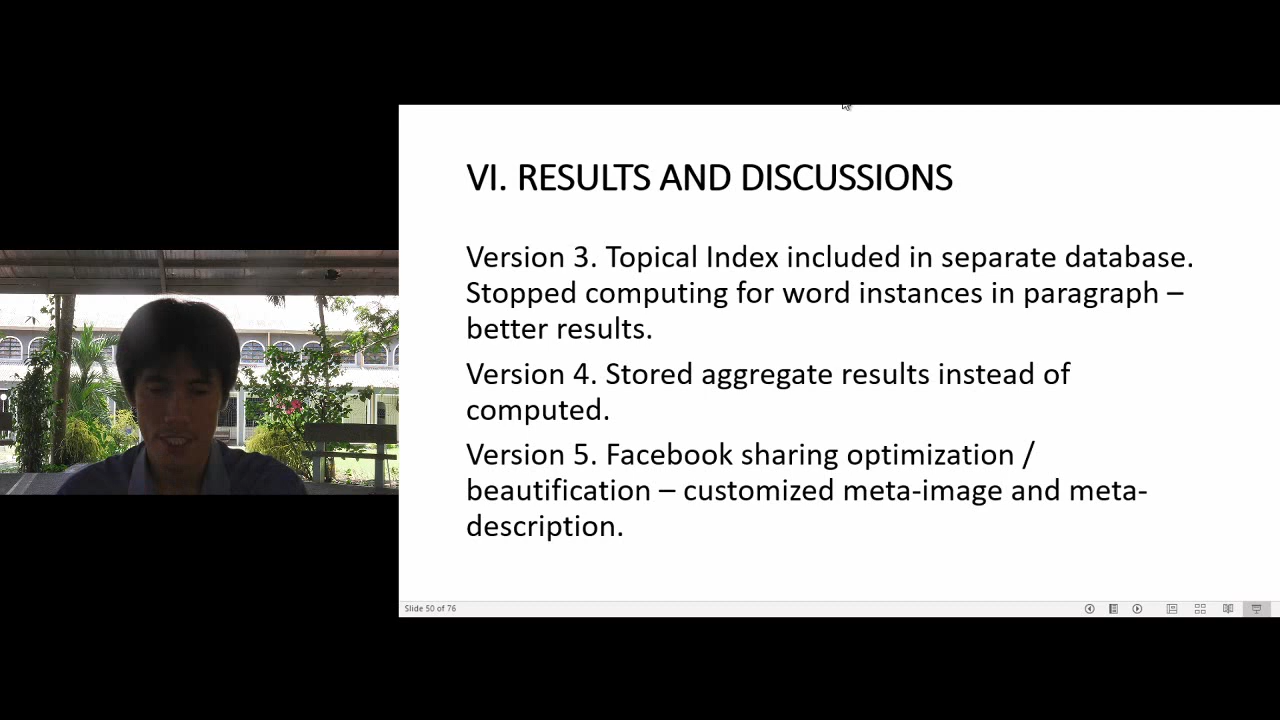 VI. RESULTS AND DISCUSSIONS
Version 3. Topical Index included in separate database.
Stopped computing for word instances in paragraph –
better results.
Version 4. Stored aggregate results instead of
computed.
Version 5. Facebook sharing optimization /
beautification – customized meta-image and meta-
description.
Slide 50 of 76